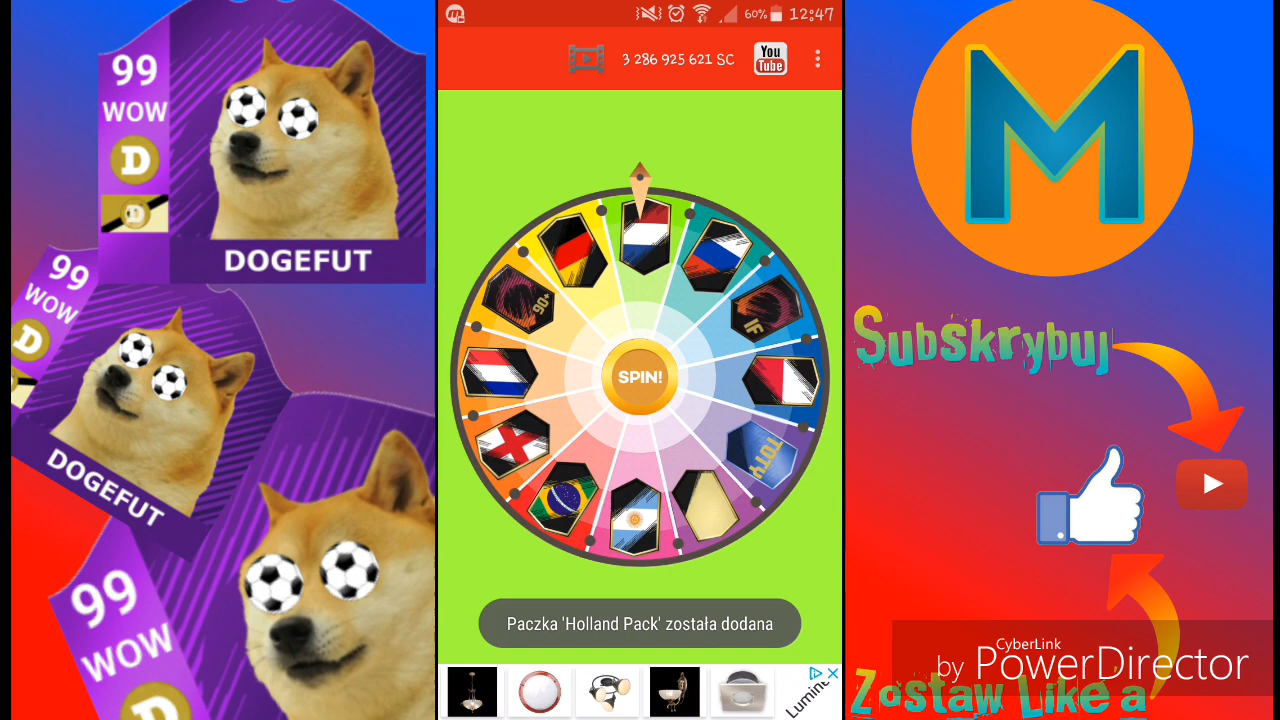 99
WOW
D
D
DOGEFUT
99
WOW
D
DOGEFUT
99
WOW
D
60% 12:47
3 286 925 621 SC
You
Tube
90+
IF
SPIN!
TOTY
Paczka 'Holland Pack' została dodana
Lumine
M
Subskrybuj
Zostaw Like a
CyberLink
by PowerDirector